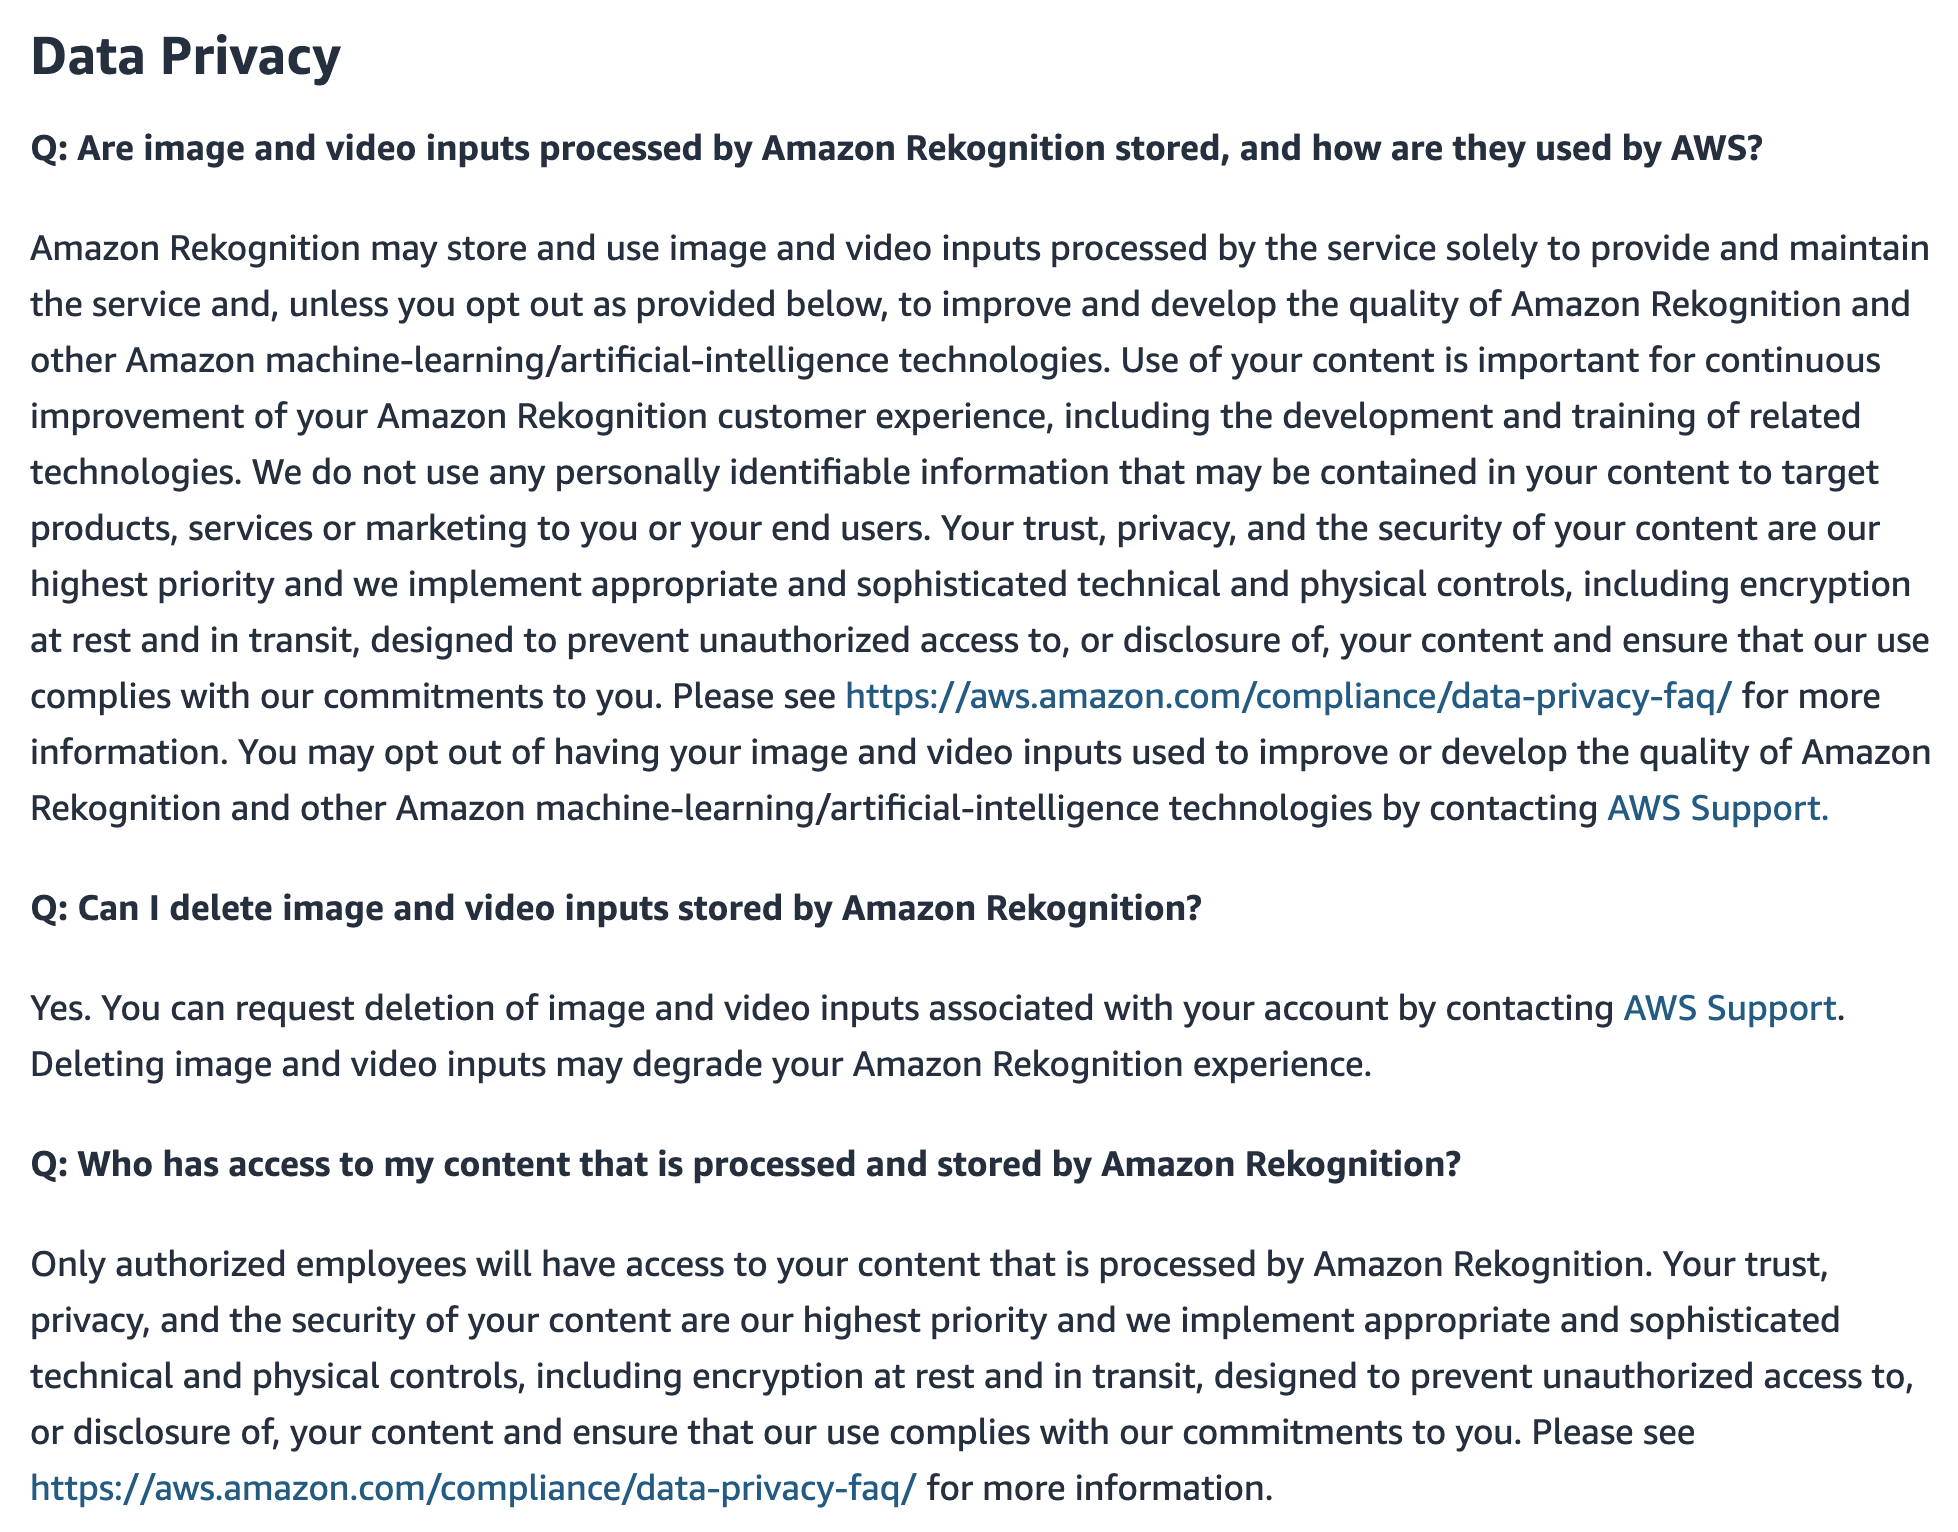 Data Privacy
Q: Are image and video inputs processed by Amazon Rekognition stored, and how are they used by AWS?
Amazon Rekognition may store and use image and video inputs processed by the service solely to provide and maintain
the service and, unless you opt out as provided below, to improve and develop the quality of Amazon Rekognition and
other Amazon machine-learning/artificial-intelligence technologies. Use of your content is important for continuous
improvement of your Amazon Rekognition customer experience, including the development and training of related
technologies. We do not use any personally identifiable information that may be contained in your content to target
products, services or marketing to you or your end users. Your trust, privacy, and the security of your content are our
highest priority and we implement appropriate and sophisticated technical and physical controls, including encryption
at rest and in transit, designed to prevent unauthorized access to, or disclosure of, your content and ensure that our use
complies with our commitments to you. Please see https://aws.amazon.com/compliance/data-privacy-faq/ for more
information. You may opt out of having your image and video inputs used to improve or develop the quality of Amazon
Rekognition and other Amazon machine-learning/artificial-intelligence technologies by contacting AWS Support.
Q: Can I delete image and video inputs stored by Amazon Rekognition?
Yes. You can request deletion of image and video inputs associated with your account by contacting AWS Support.
Deleting image and video inputs may degrade your Amazon Rekognition experience.
Q: Who has access to my content that is processed and stored by Amazon Rekognition?
Only authorized employees will have access to your content that is processed by Amazon Rekognition. Your trust,
privacy, and the security of your content are our highest priority and we implement appropriate and sophisticated
technical and physical controls, including encryption at rest and in transit, designed to prevent unauthorized access to,
or disclosure of, your content and ensure that our use complies with our commitments to you. Please see
https://aws.amazon.com/compliance/data-privacy-faq/ for more information.